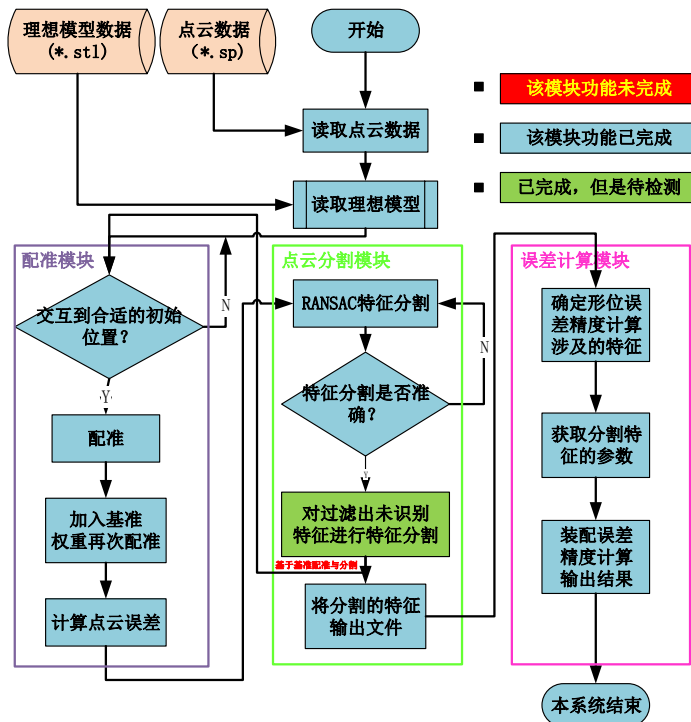 理想模型数据
(*.stl)
点云数据
(*.sp)
开始
该模块功能未完成
读取点云数据
该模块功能已完成
已完成，但是待检测
读取理想模型
配准模块
点云分割模块
误差计算模块
交互到合适的初始
位置？
N
Y
配准
加入基准
权重再次配准
计算点云误差
RANSAC特征分割
N
特征分割是否准
确？
Y
对过滤出未识别
特征进行特征分割
基于基准配准与分割
将分割的特征
输出文件
确定形位误
差精度计算
涉及的特征
获取分割特
征的参数
装配误差
精度计算
输出结果
本系统结束